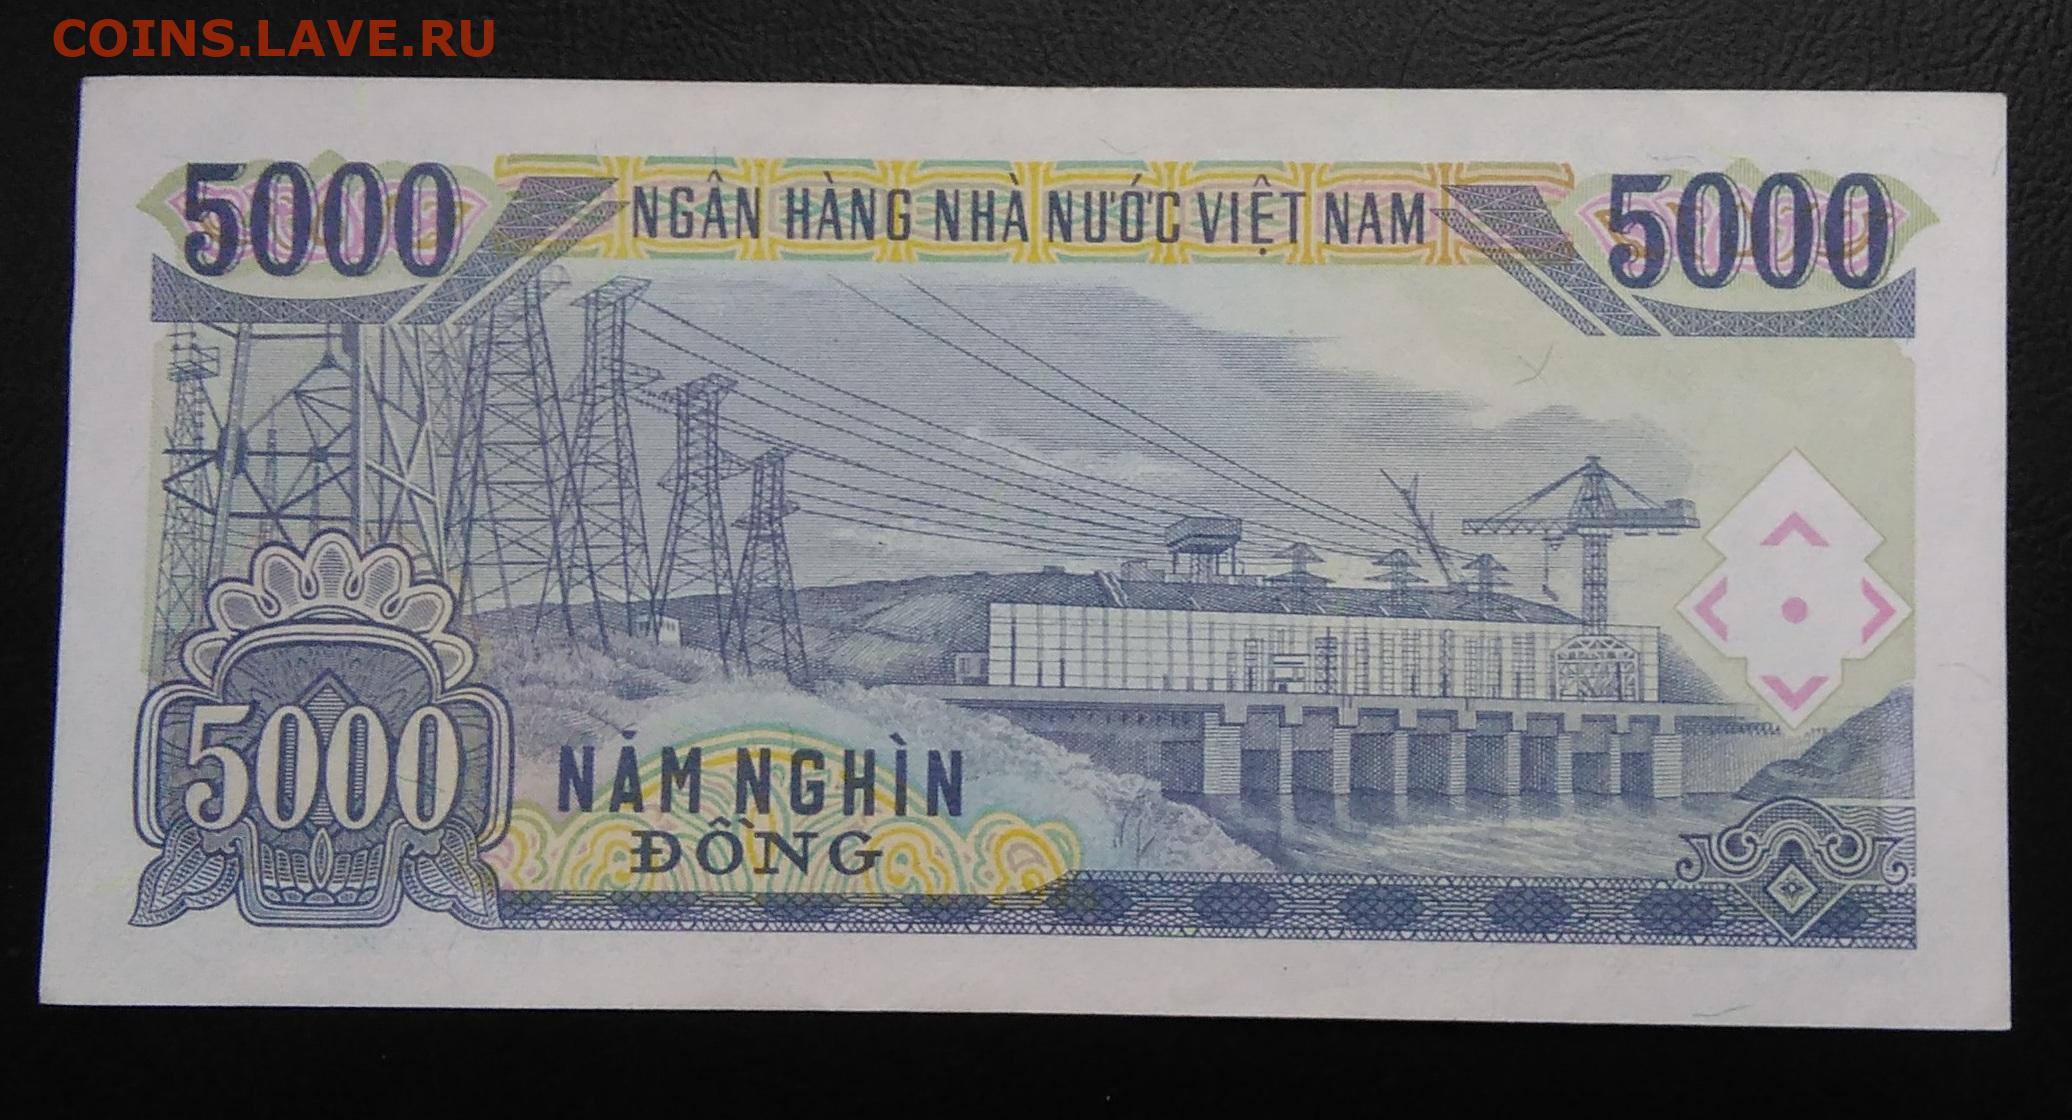 COINS.LAVE.RU
5000
NGÂN HÀNG NHÀ NƯỚC VIỆT NAM
5000
5000
NĂM NGHÌN
ĐỒNG